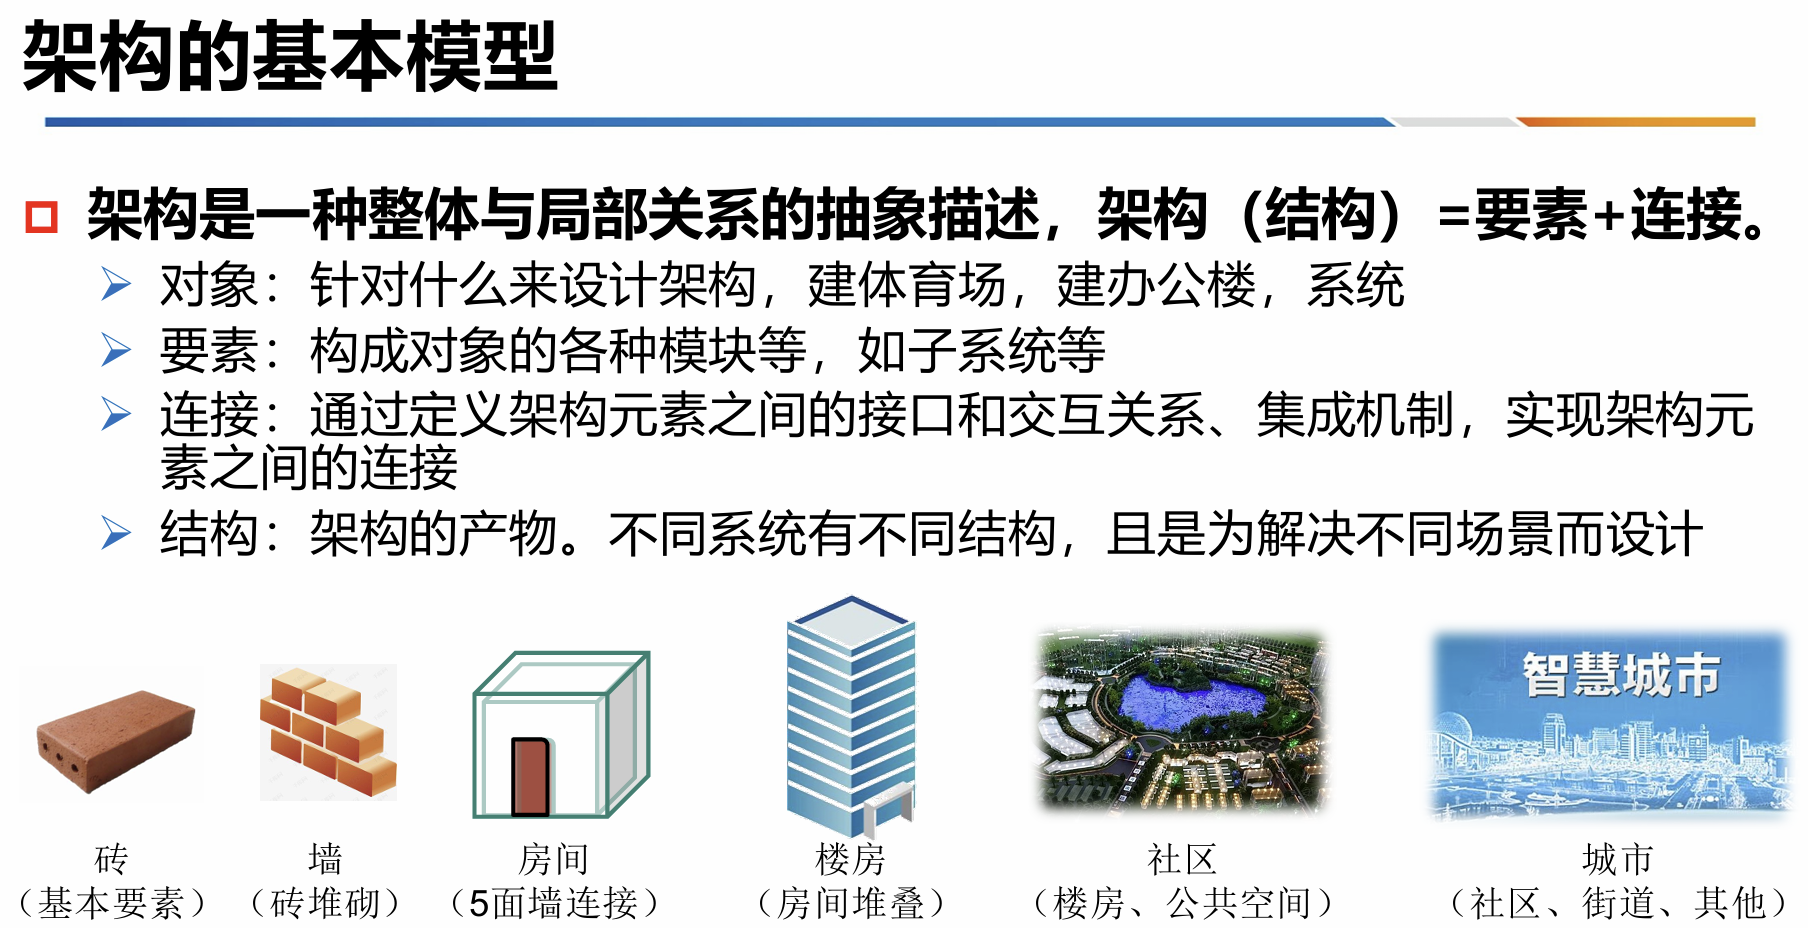 架构的基本模型
架构是一种整体与局部关系的抽象描述，架构（结构）=要素+连接。
对象：针对什么来设计架构，建体育场，建办公楼，系统
要素：构成对象的各种模块等，如子系统等
连接：通过定义架构元素之间的接口和交互关系、集成机制，实现架构元
素之间的连接
结构：架构的产物。不同系统有不同结构，且是为解决不同场景而设计
智慧城市
砖
（基本要素）
墙
（砖堆砌）
房间
（5面墙连接）
楼房
（房间堆叠）
社区
（楼房、公共空间）
城市
（社区、街道、其他）